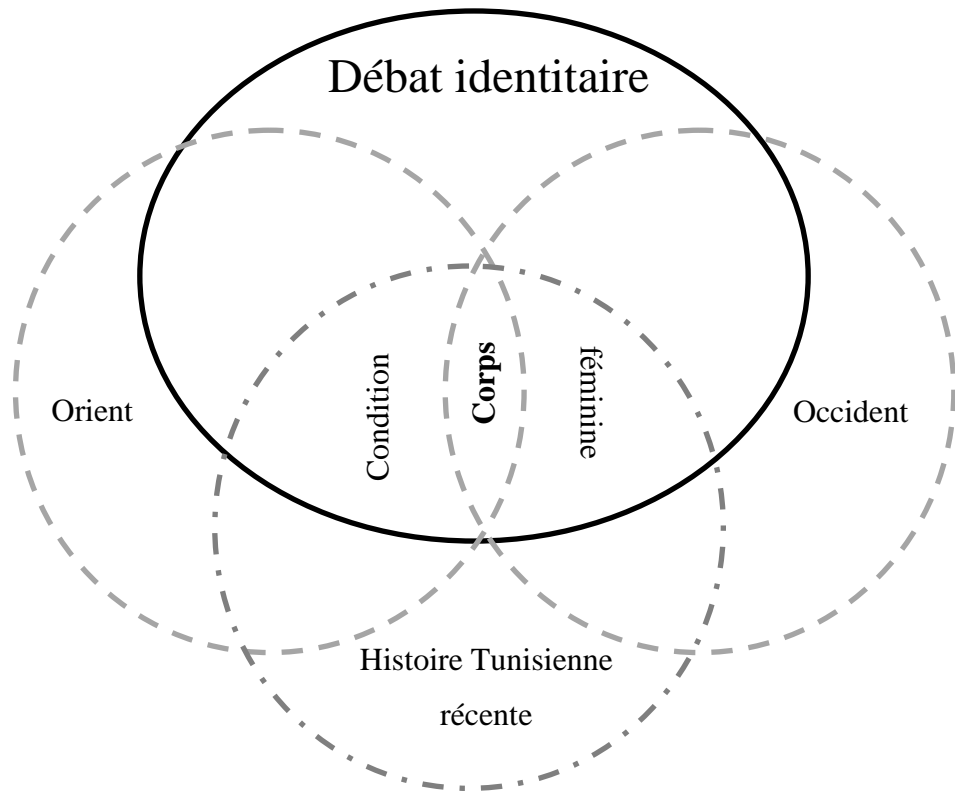 Débat identitaire
Orient
Condition
Corps
féminine
Occident
Histoire Tunisienne
récente